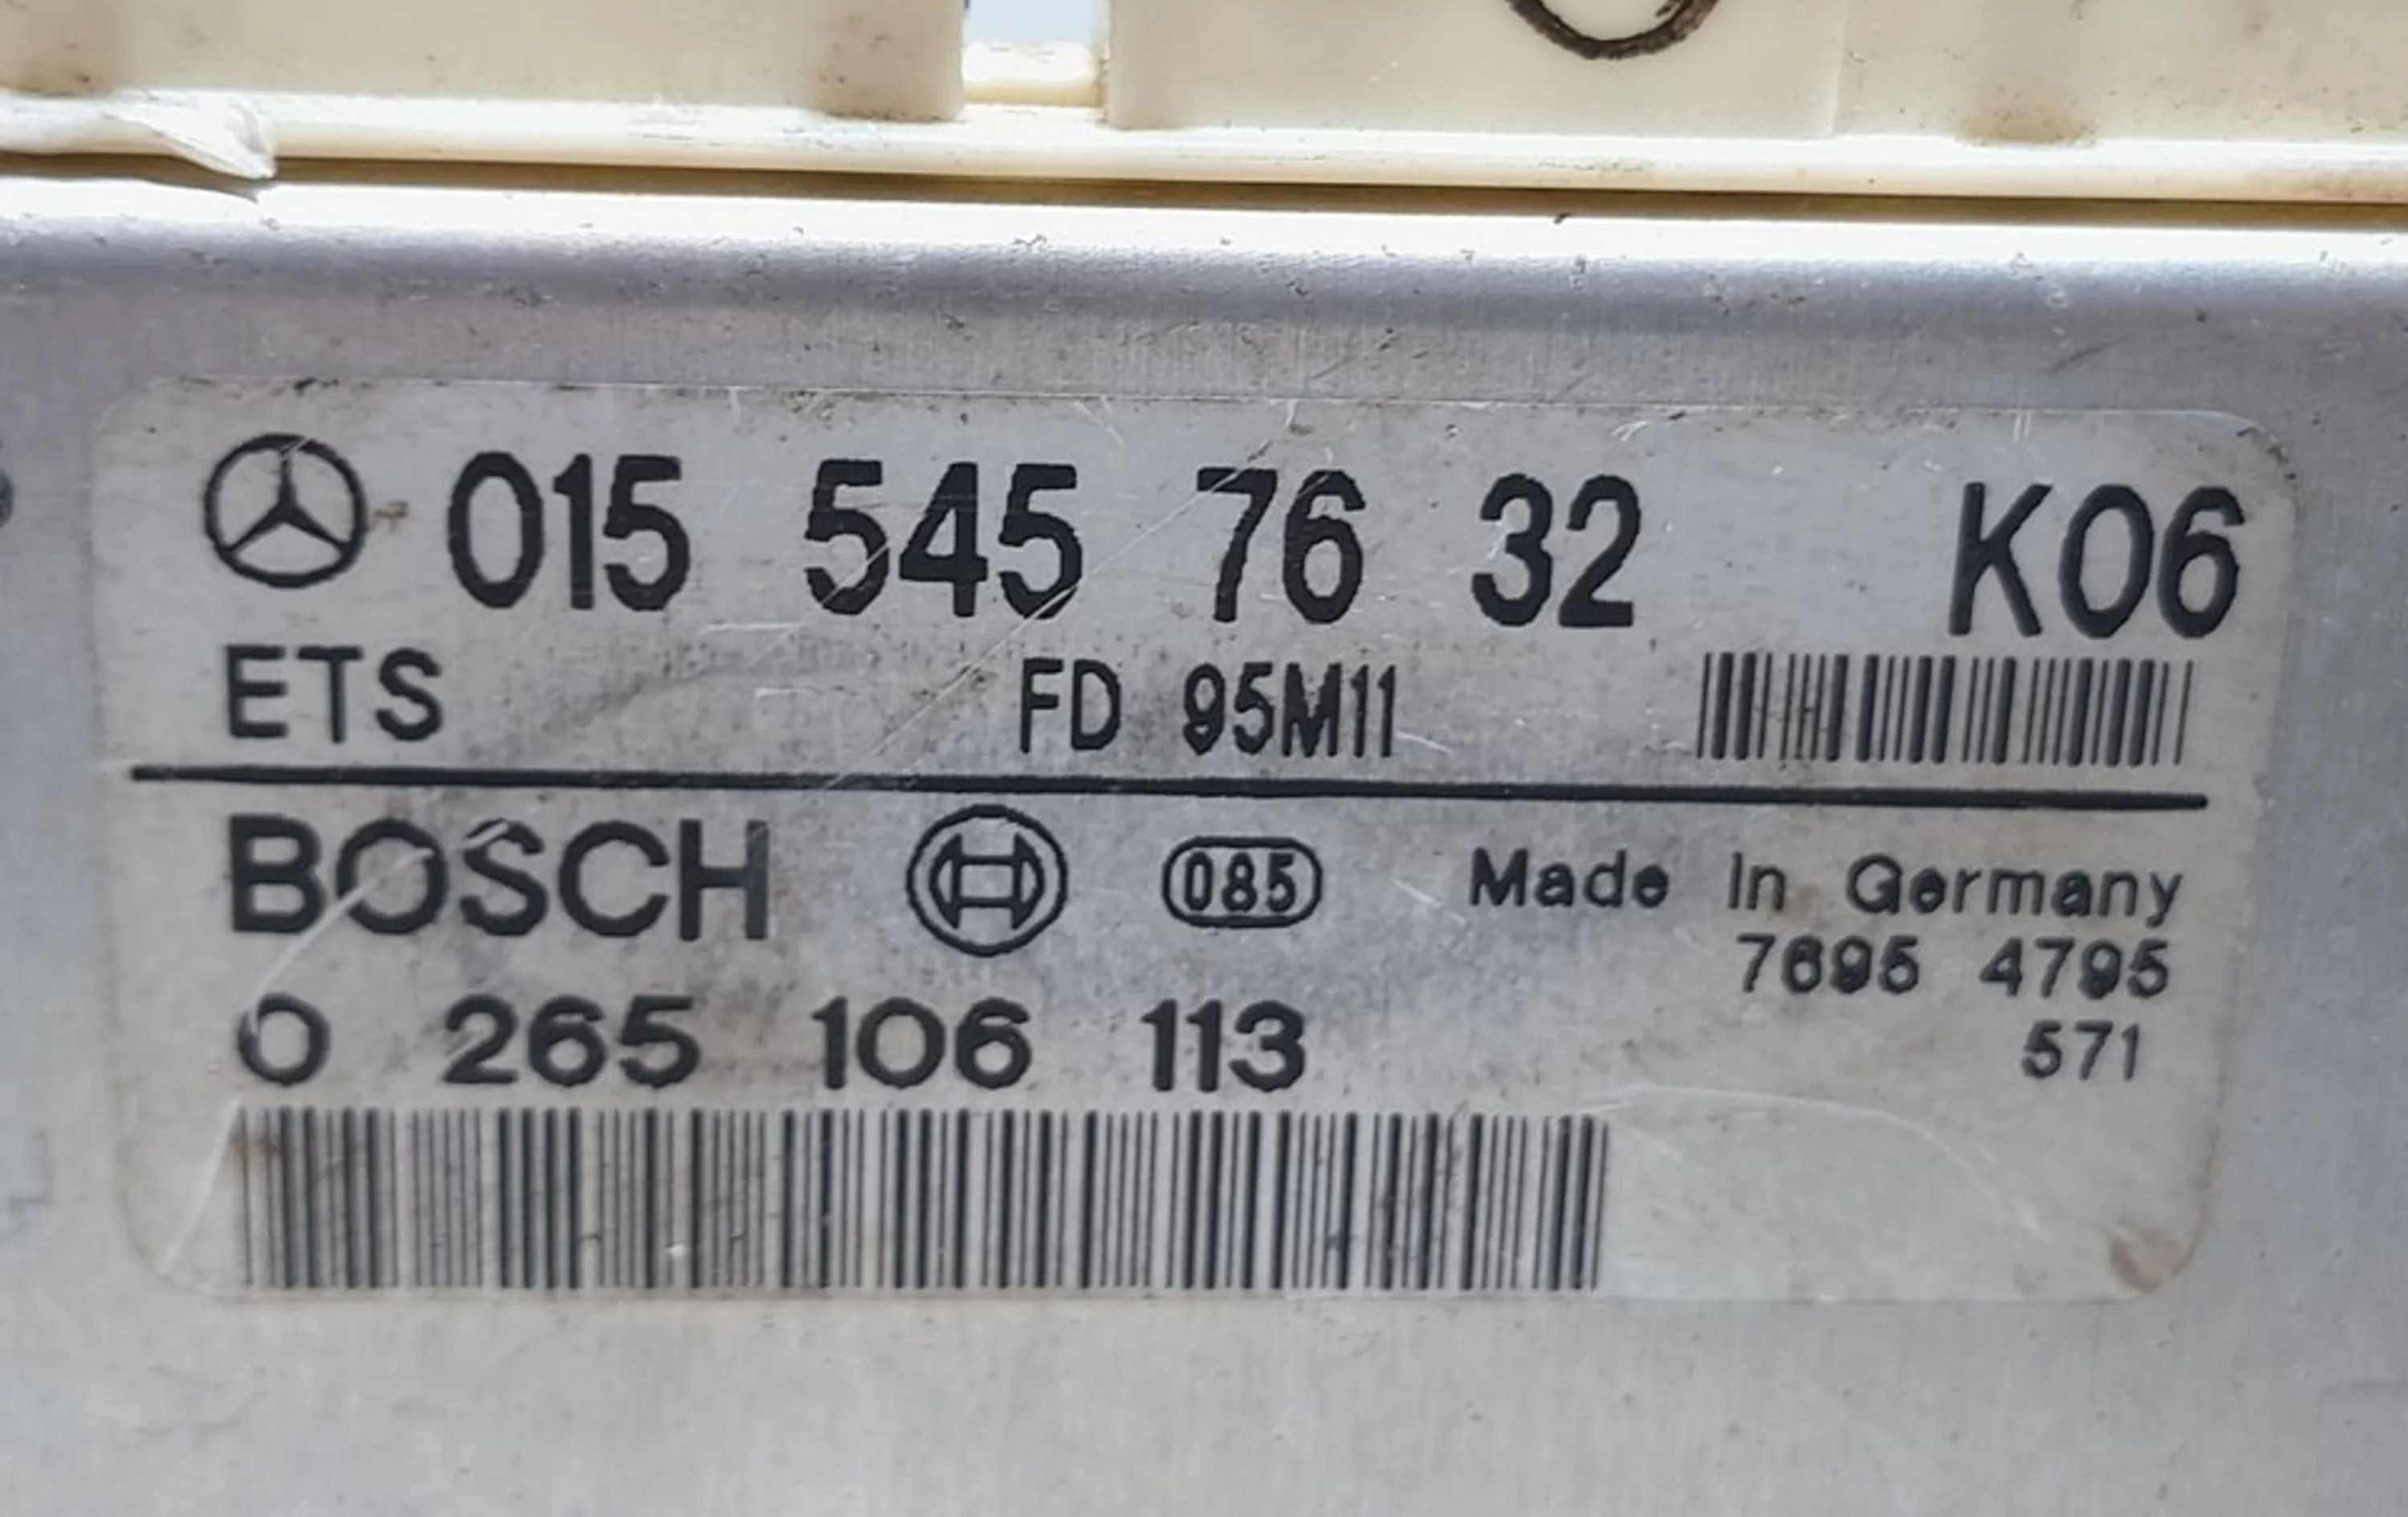 015 545 76 32 K06
ETS FD 95M11
BOSCH 085 Made In Germany
7695 4795
0 265 106 113
571